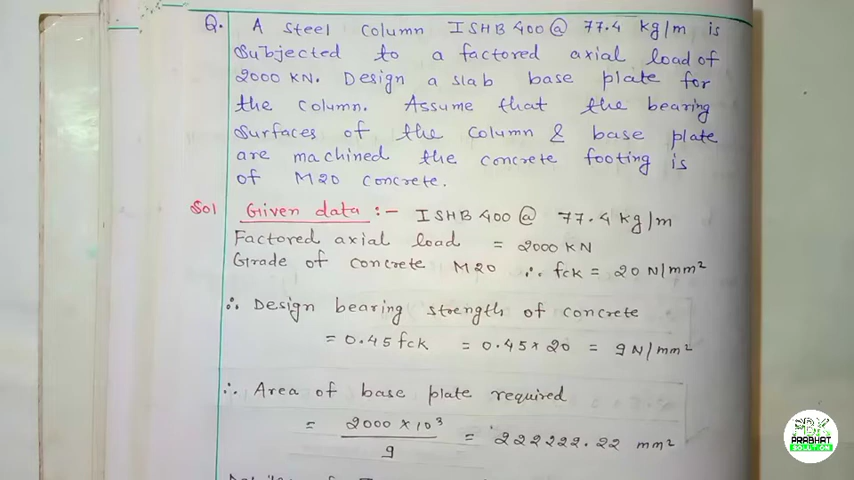 Q. A Steel Column ISHB 400 @ 77.4 kg/m is
Subjected to a factored axial load of
2000 KN. Design a slab base plate for
the column. Assume that the bearing
Surfaces of the column & base plate
are machined the concrete footing is
of M20 concrete.
Sol Given data :- ISHB 400 @ 77.4 kg/m
Factored axial load = 2000 KN
Grade of concrete M20 ∴ fck = 20 N/mm²
∴ Design bearing strength of concrete
= 0.45 fck = 0.45 × 20 = 9 N/mm²
∴ Area of base plate required
= 2000 × 10³ / 9 = 222222.22 mm²
PRABHAT
SOLUTION